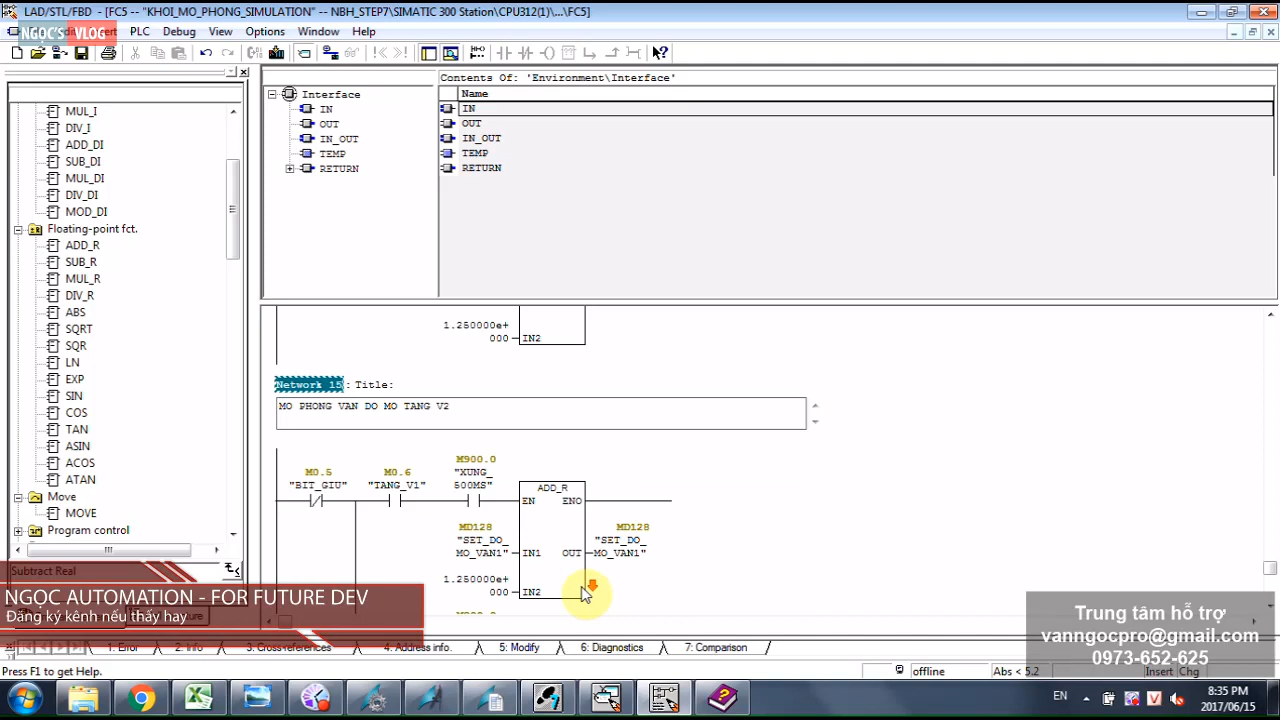 LAD/STL/FBD - [FC5 -- "KHOI_MO_PHONG_SIMULATION" -- NBH_STEP7\SIMATIC 300 Station\CPU312(1)\...\FC5]
NGỌC'S VLOG
Insert PLC Debug View Options Window Help
Contents Of: 'Environment\Interface'
Interface
IN
OUT
IN_OUT
TEMP
RETURN
Name
IN
OUT
IN_OUT
TEMP
RETURN
MUL_I
DIV_I
ADD_DI
SUB_DI
MUL_DI
DIV_DI
MOD_DI
Floating-point fct.
ADD_R
SUB_R
MUL_R
DIV_R
ABS
SQRT
SQR
LN
EXP
SIN
COS
TAN
ASIN
ACOS
ATAN
Move
MOVE
Program control
Subtract Real
1.250000e+
000 IN2
Network 15 : Title:
MO PHONG VAN DO MO TANG V2
M900.0
M0.5 M0.6 "XUNG_
"BIT_GIU" "TANG_V1" 500MS"
ADD_R
EN ENO
MD128 MD128
"SET_DO_ "SET_DO_
MO_VAN1" IN1 OUT MO_VAN1"
1.250000e+
000 IN2
NGỌC AUTOMATION - FOR FUTURE DEV
Đăng ký kênh nếu thấy hay
Trung tâm hỗ trợ
vanngocpro@gmail.com
0973-652-625
1: Error 2: Info 3: Cross-references 4: Address info. 5: Modify 6: Diagnostics 7: Comparison
Press F1 to get Help.
offline Abs < 5.2 Insert Chg
EN
8:35 PM
2017/06/15